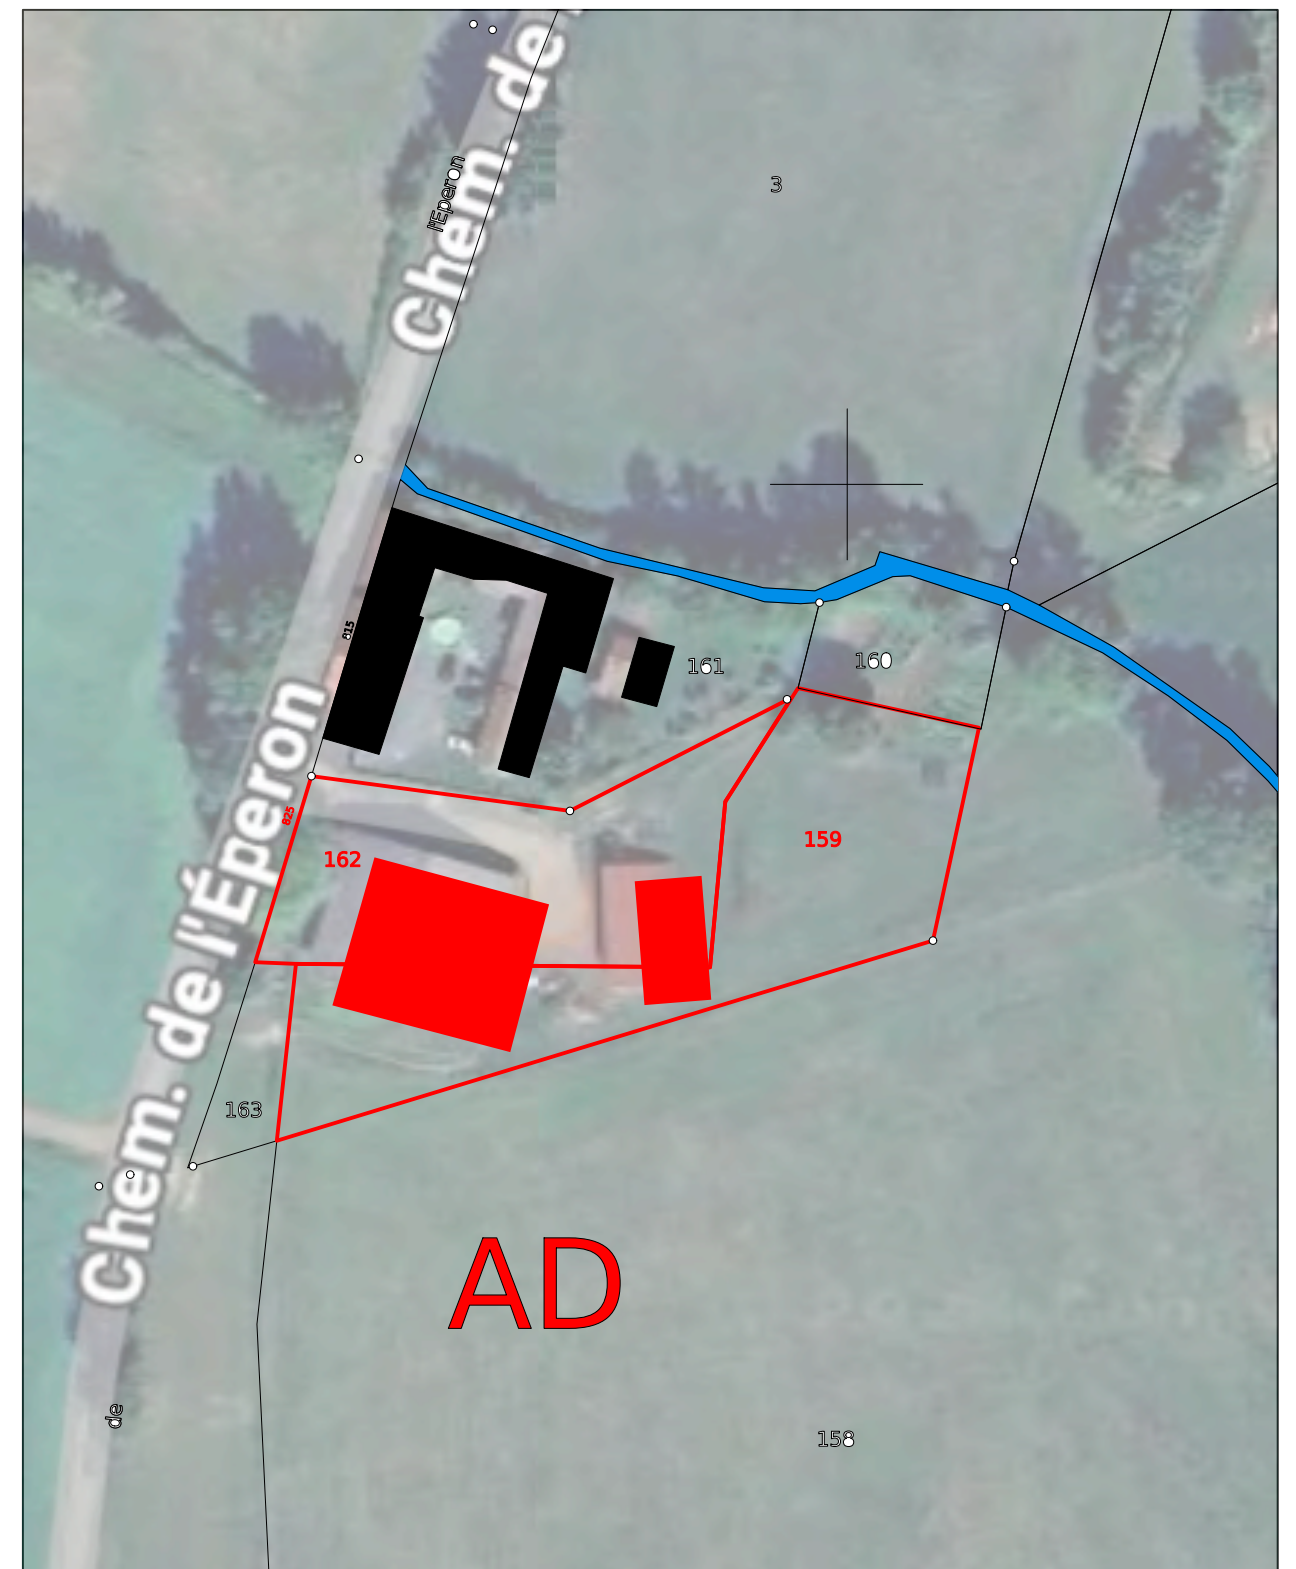 Chem. de
l'Eperon
3
815
161
160
825
162
159
Chem. de l'Éperon
163
AD
de
158